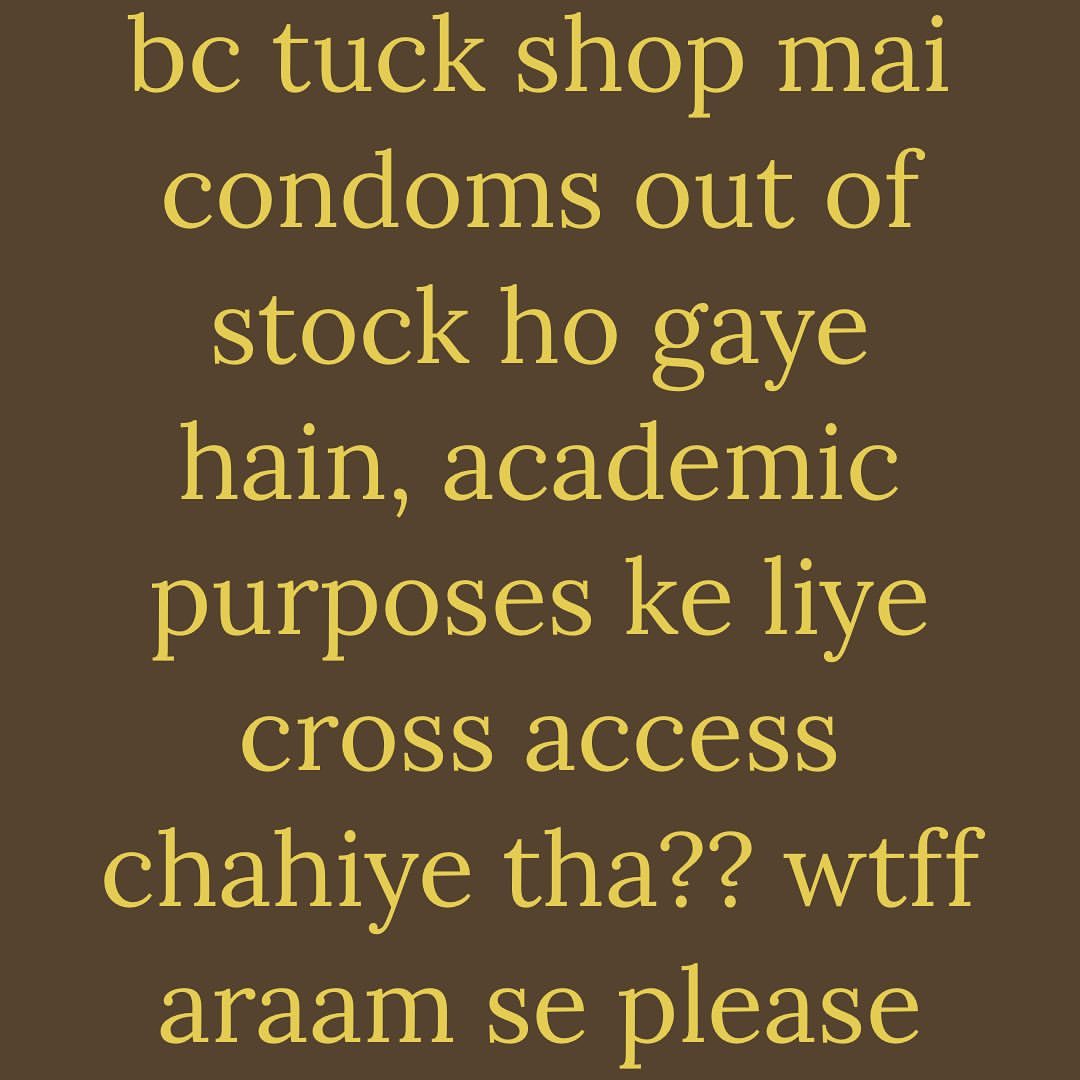 bc tuck shop mai
condoms out of
stock ho gaye
hain, academic
purposes ke liye
cross access
chahiye tha?? wtff
araam se please